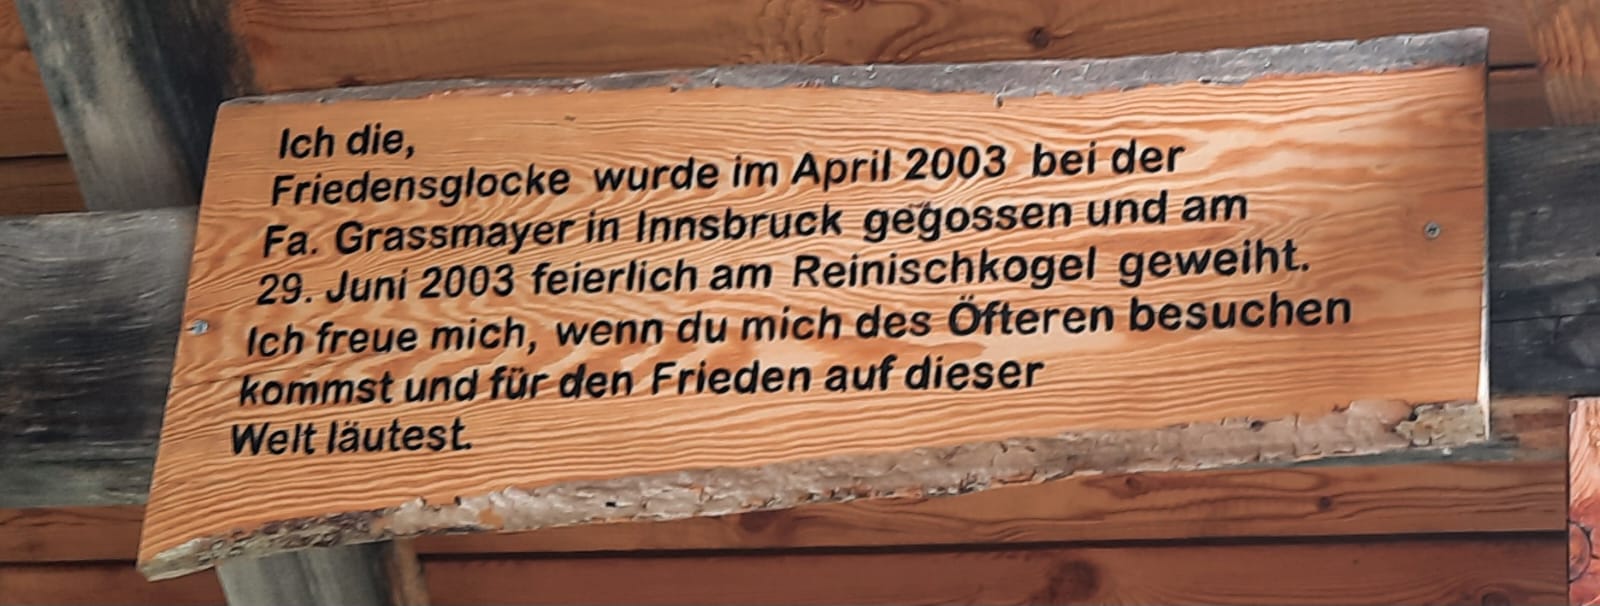 Ich die,
Friedensglocke wurde im April 2003 bei der
Fa. Grassmayer in Innsbruck gegossen und am
29. Juni 2003 feierlich am Reinischkogel geweiht.
Ich freue mich, wenn du mich des Öfteren besuchen
kommst und für den Frieden auf dieser
Welt läutest.